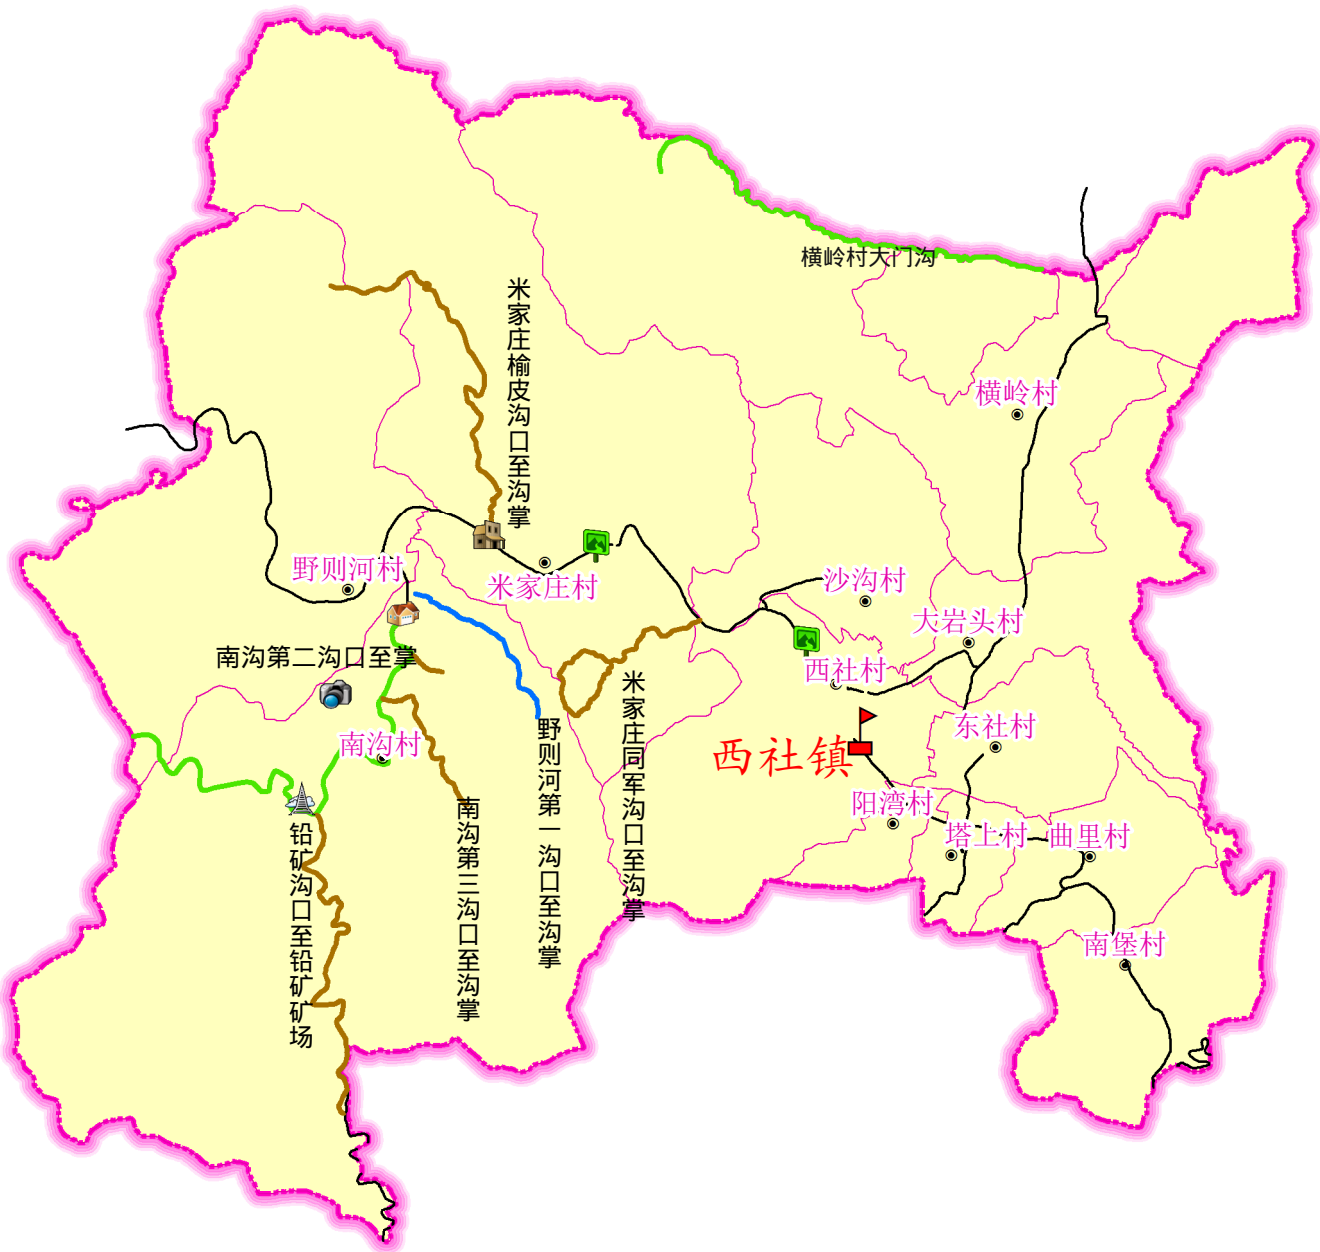 横岭村大门沟
米家庄榆皮沟口至沟掌
横岭村
野则河村
米家庄村
沙沟村
大岩头村
南沟第二沟口至掌
西社村
米家庄同军沟口至沟掌
东社村
南沟村
野则河第一沟口至沟掌
西社镇
阳湾村
南沟第三沟口至沟掌
铅矿沟口至铅矿矿场
塔上村
曲里村
南堡村